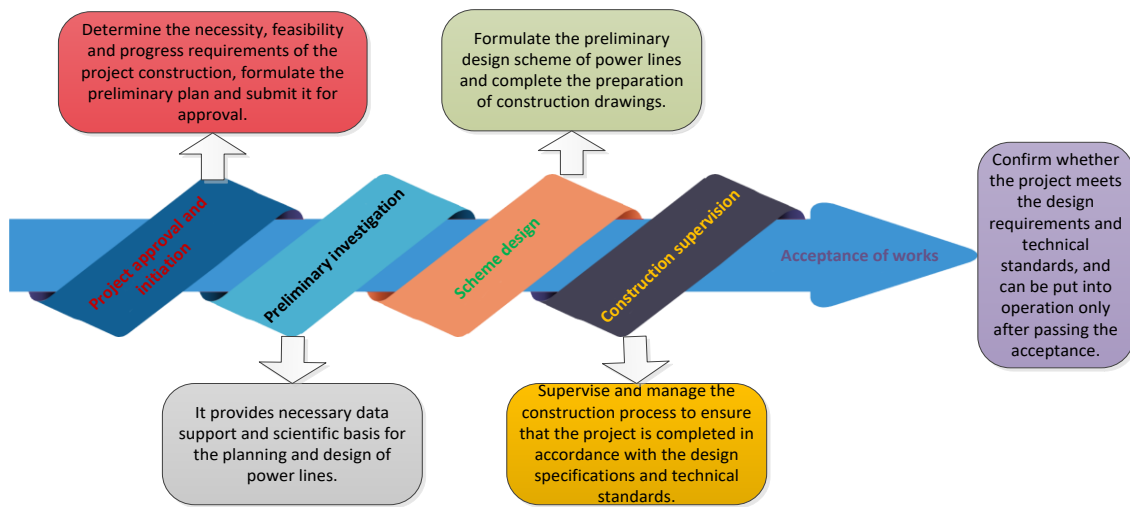 Determine the necessity, feasibility
and progress requirements of the
project construction, formulate the
preliminary plan and submit it for
approval.
Formulate the preliminary
design scheme of power lines
and complete the preparation
of construction drawings.
Project approval and
initiation
Preliminary investigation
Scheme design
Construction supervision
Acceptance of works
Confirm whether
the project meets
the design
requirements and
technical
standards, and
can be put into
operation only
after passing the
acceptance.
It provides necessary data
support and scientific basis for
the planning and design of
power lines.
Supervise and manage the
construction process to ensure
that the project is completed in
accordance with the design
specifications and technical
standards.